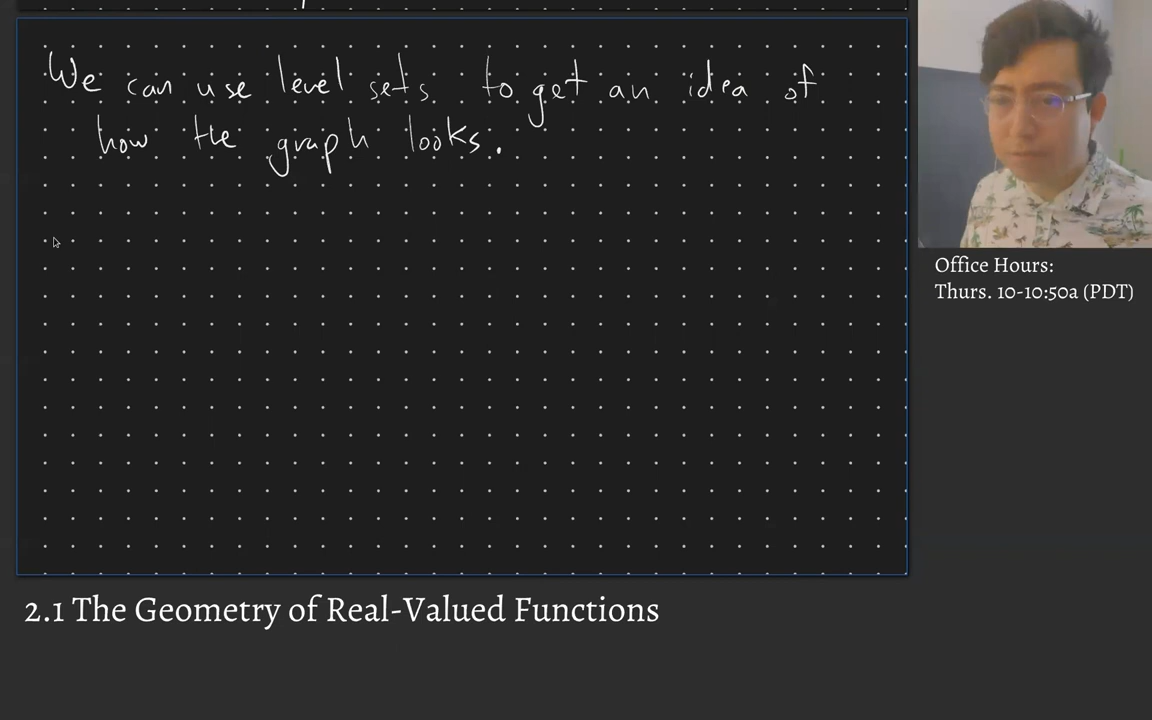 We can use level sets to get an idea of
how the graph looks.
Office Hours:
Thurs. 10-10:50a (PDT)
2.1 The Geometry of Real-Valued Functions